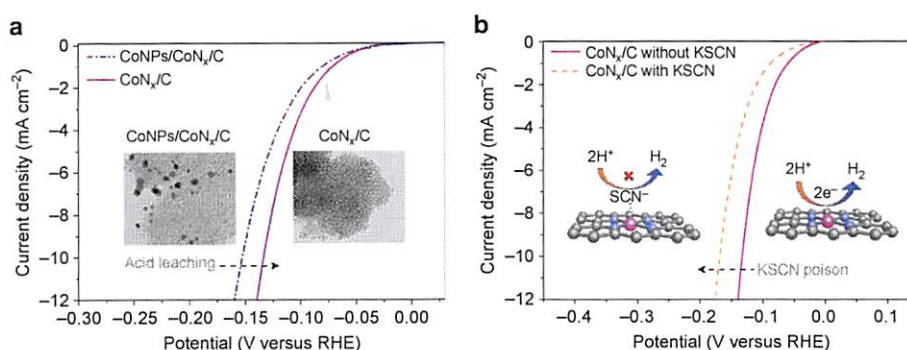 a
CoNPs/CoNₓ/C
CoNₓ/C
CoNPs/CoNₓ/C
CoNₓ/C
Acid leaching
0
−2
−4
−6
−8
−10
−12
−0.30
−0.25
−0.20
−0.15
−0.10
−0.05
0.00
Current density (mA cm⁻²)
Potential (V versus RHE)
b
CoNₓ/C without KSCN
CoNₓ/C with KSCN
2H⁺
H₂
SCN⁻
2H⁺
H₂
2e⁻
KSCN poison
0
−2
−4
−6
−8
−10
−12
−0.4
−0.3
−0.2
−0.1
0.0
0.1
Current density (mA cm⁻²)
Potential (V versus RHE)